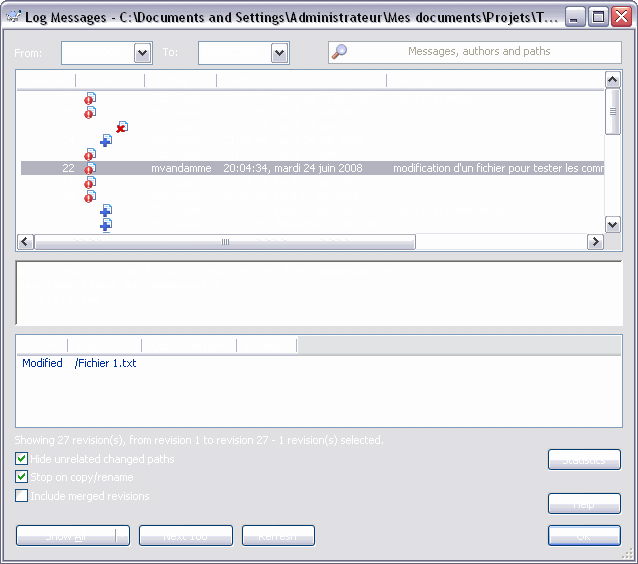 Log Messages - C:\Documents and Settings\Administrateur\Mes documents\Projets\T...
From:
To:
Messages, authors and paths
22 mvandamme 20:04:34, mardi 24 juin 2008 modification d'un fichier pour tester les comm
Modified /Fichier 1.txt
Showing 27 revision(s), from revision 1 to revision 27 - 1 revision(s) selected.
Hide unrelated changed paths
Statistics
Stop on copy/rename
Include merged revisions
Help
Show All
Next 100
Refresh
OK